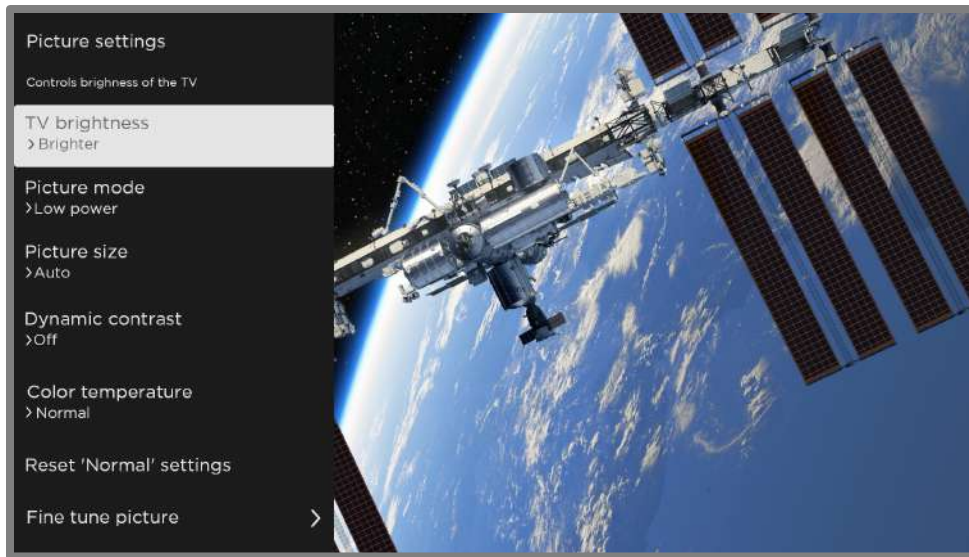 Picture settings
Controls brighness of the TV
TV brightness
> Brighter
Picture mode
>Low power
Picture size
>Auto
Dynamic contrast
>Off
Color temperature
> Normal
Reset 'Normal' settings
Fine tune picture >